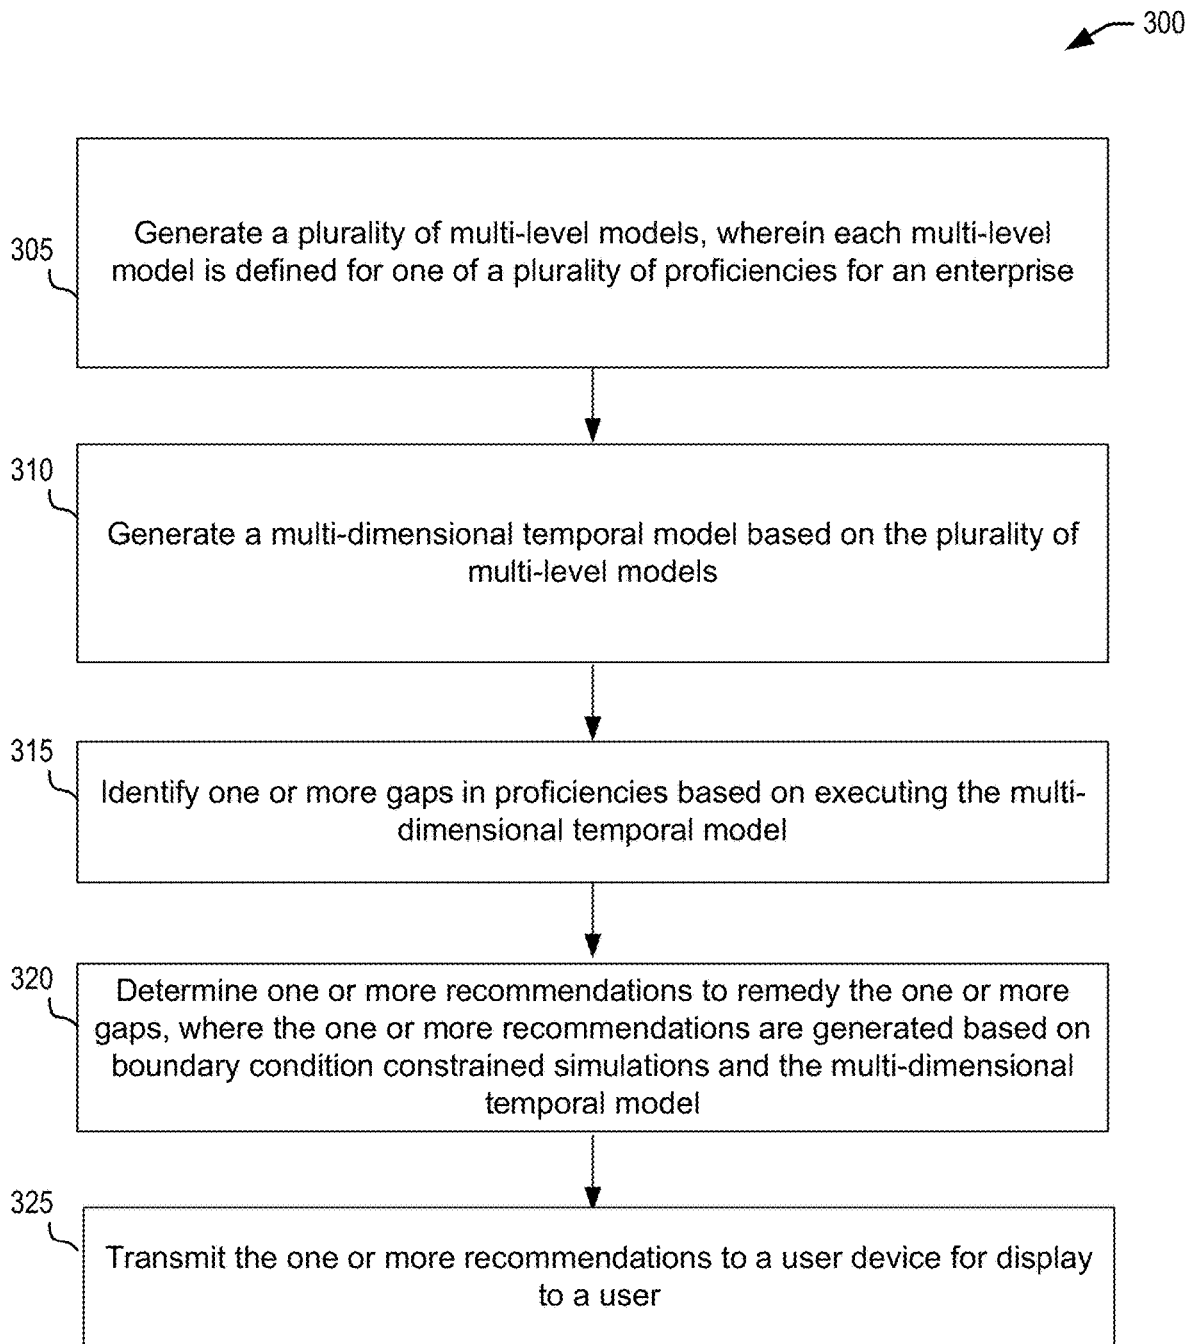 300
305
Generate a plurality of multi-level models, wherein each multi-level
model is defined for one of a plurality of proficiencies for an enterprise
310
Generate a multi-dimensional temporal model based on the plurality of
multi-level models
315
Identify one or more gaps in proficiencies based on executing the multi-
dimensional temporal model
320
Determine one or more recommendations to remedy the one or more
gaps, where the one or more recommendations are generated based on
boundary condition constrained simulations and the multi-dimensional
temporal model
325
Transmit the one or more recommendations to a user device for display
to a user